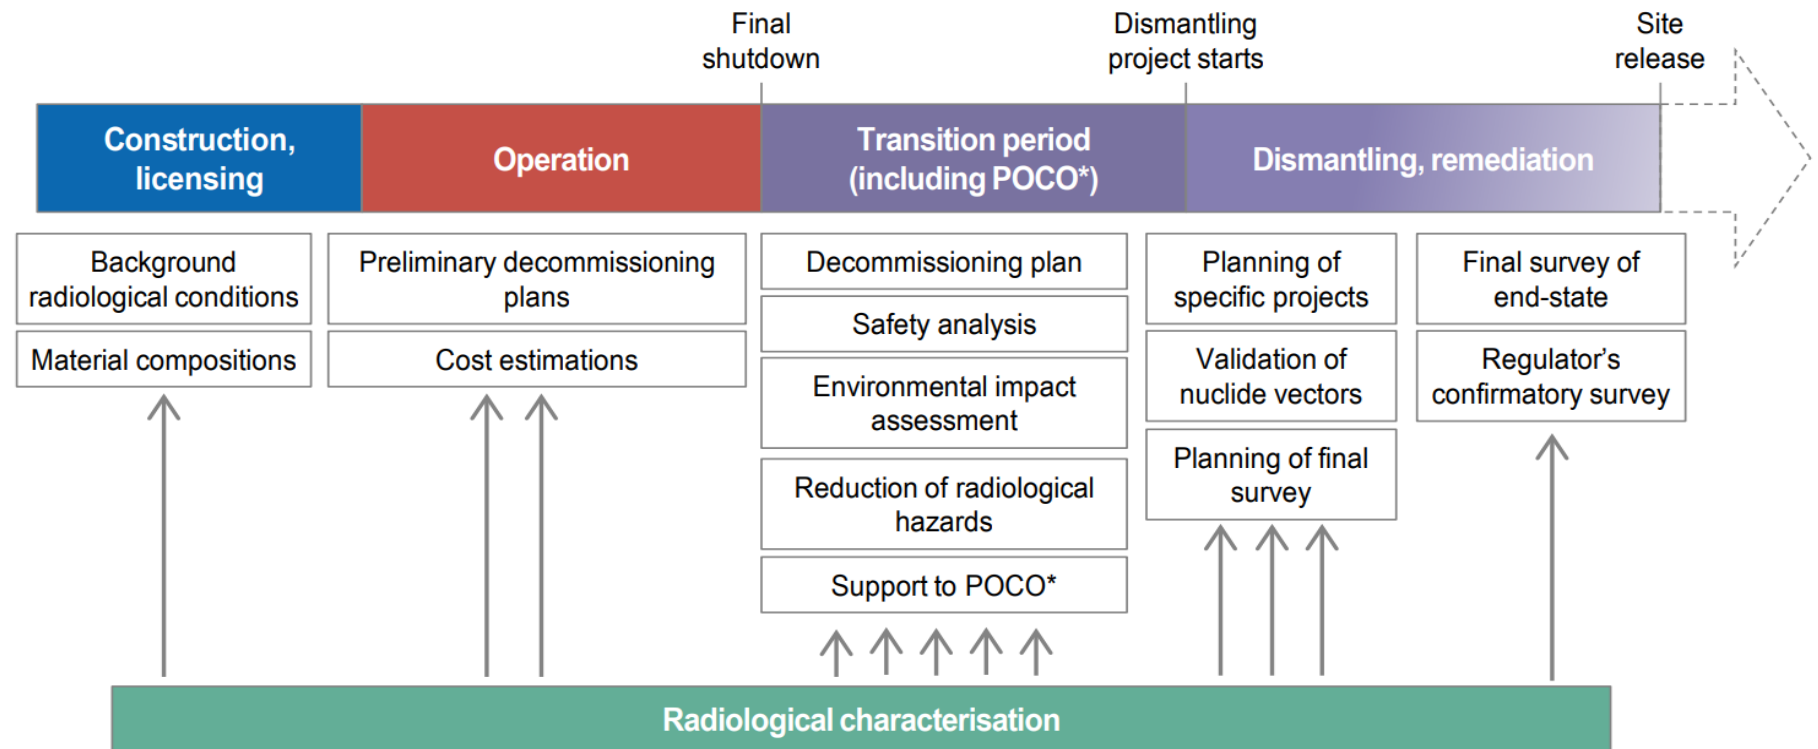 Final
shutdown
Dismantling
project starts
Site
release
Construction,
licensing
Operation
Transition period
(including POCO*)
Dismantling, remediation
Background
radiological conditions
Material compositions
Preliminary decommissioning
plans
Cost estimations
Decommissioning plan
Safety analysis
Environmental impact
assessment
Reduction of radiological
hazards
Support to POCO*
Planning of
specific projects
Validation of
nuclide vectors
Planning of final
survey
Final survey of
end-state
Regulator’s
confirmatory survey
Radiological characterisation